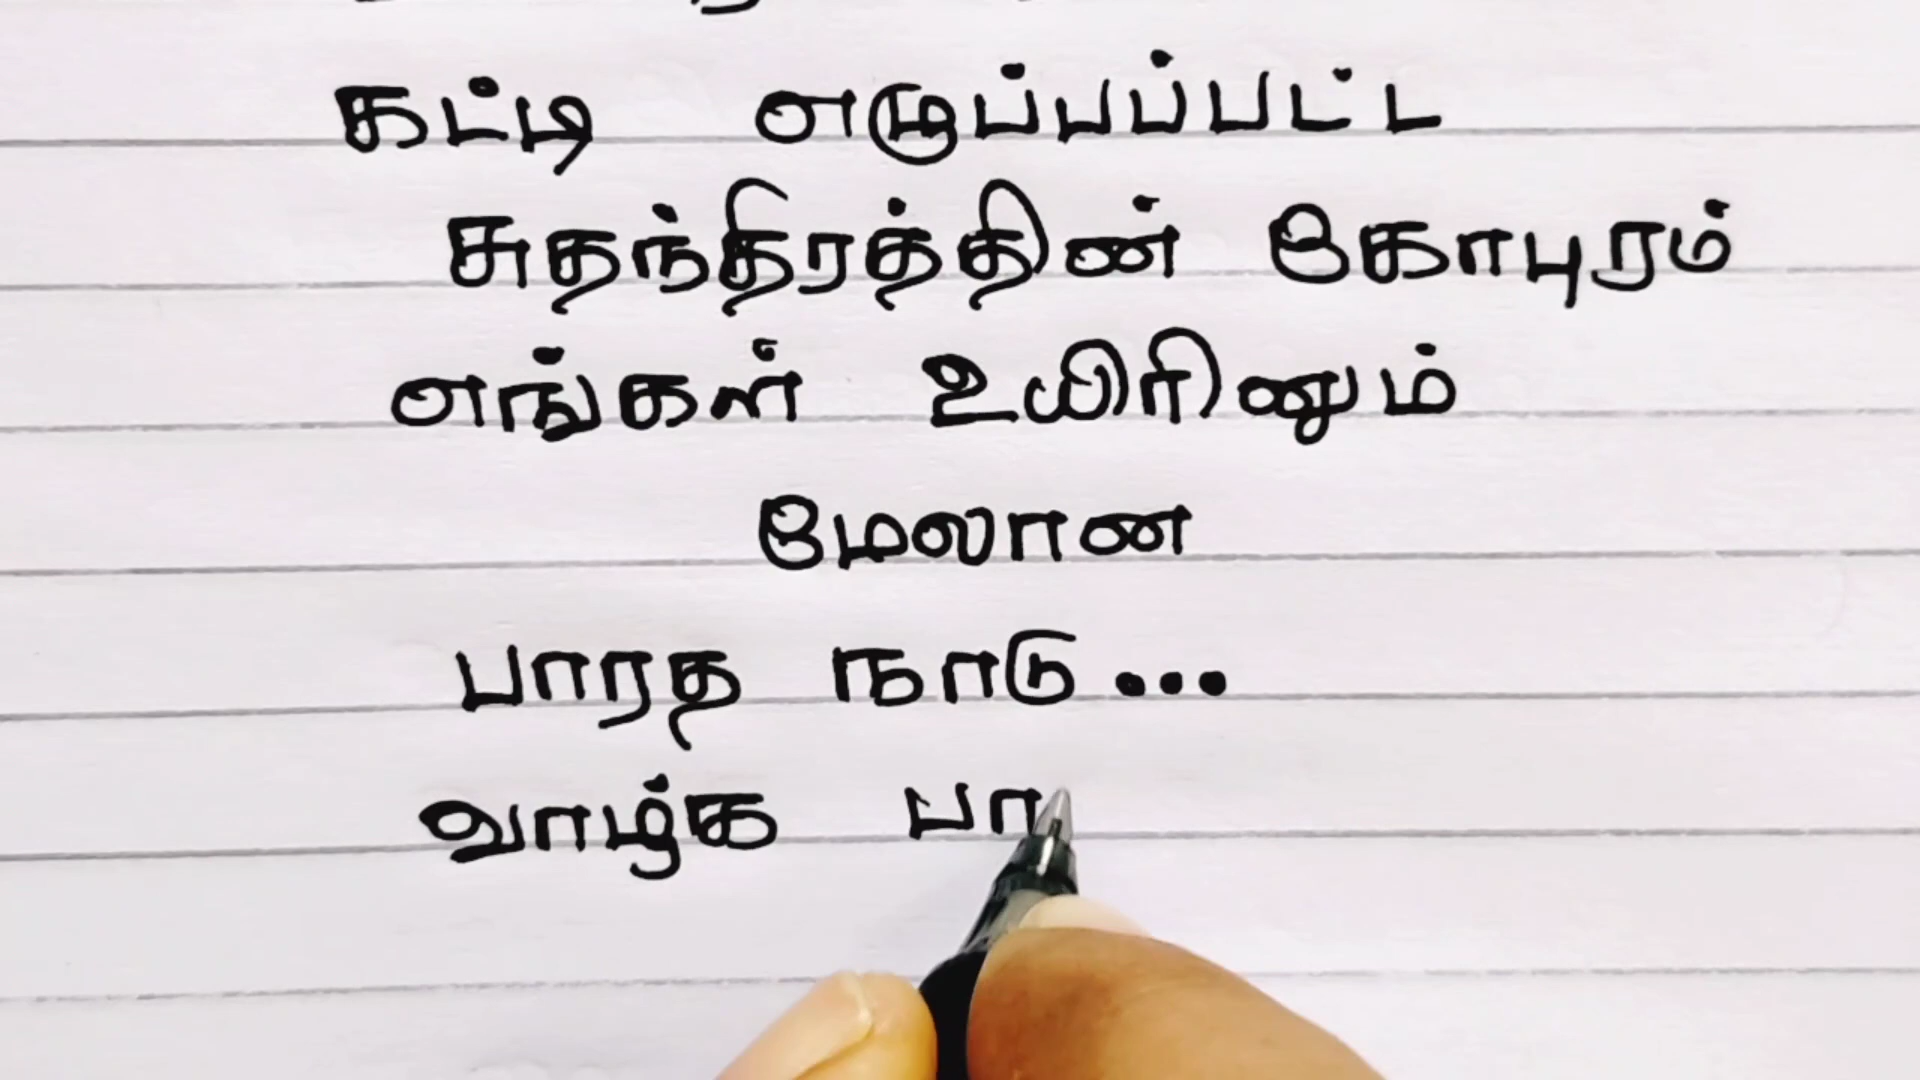 கட்டி எழுப்பப்பட்ட
சுதந்திரத்தின் கோபுரம்
எங்கள் உயிரினும்
மேலான
பாரத நாடு...
வாழ்க பா